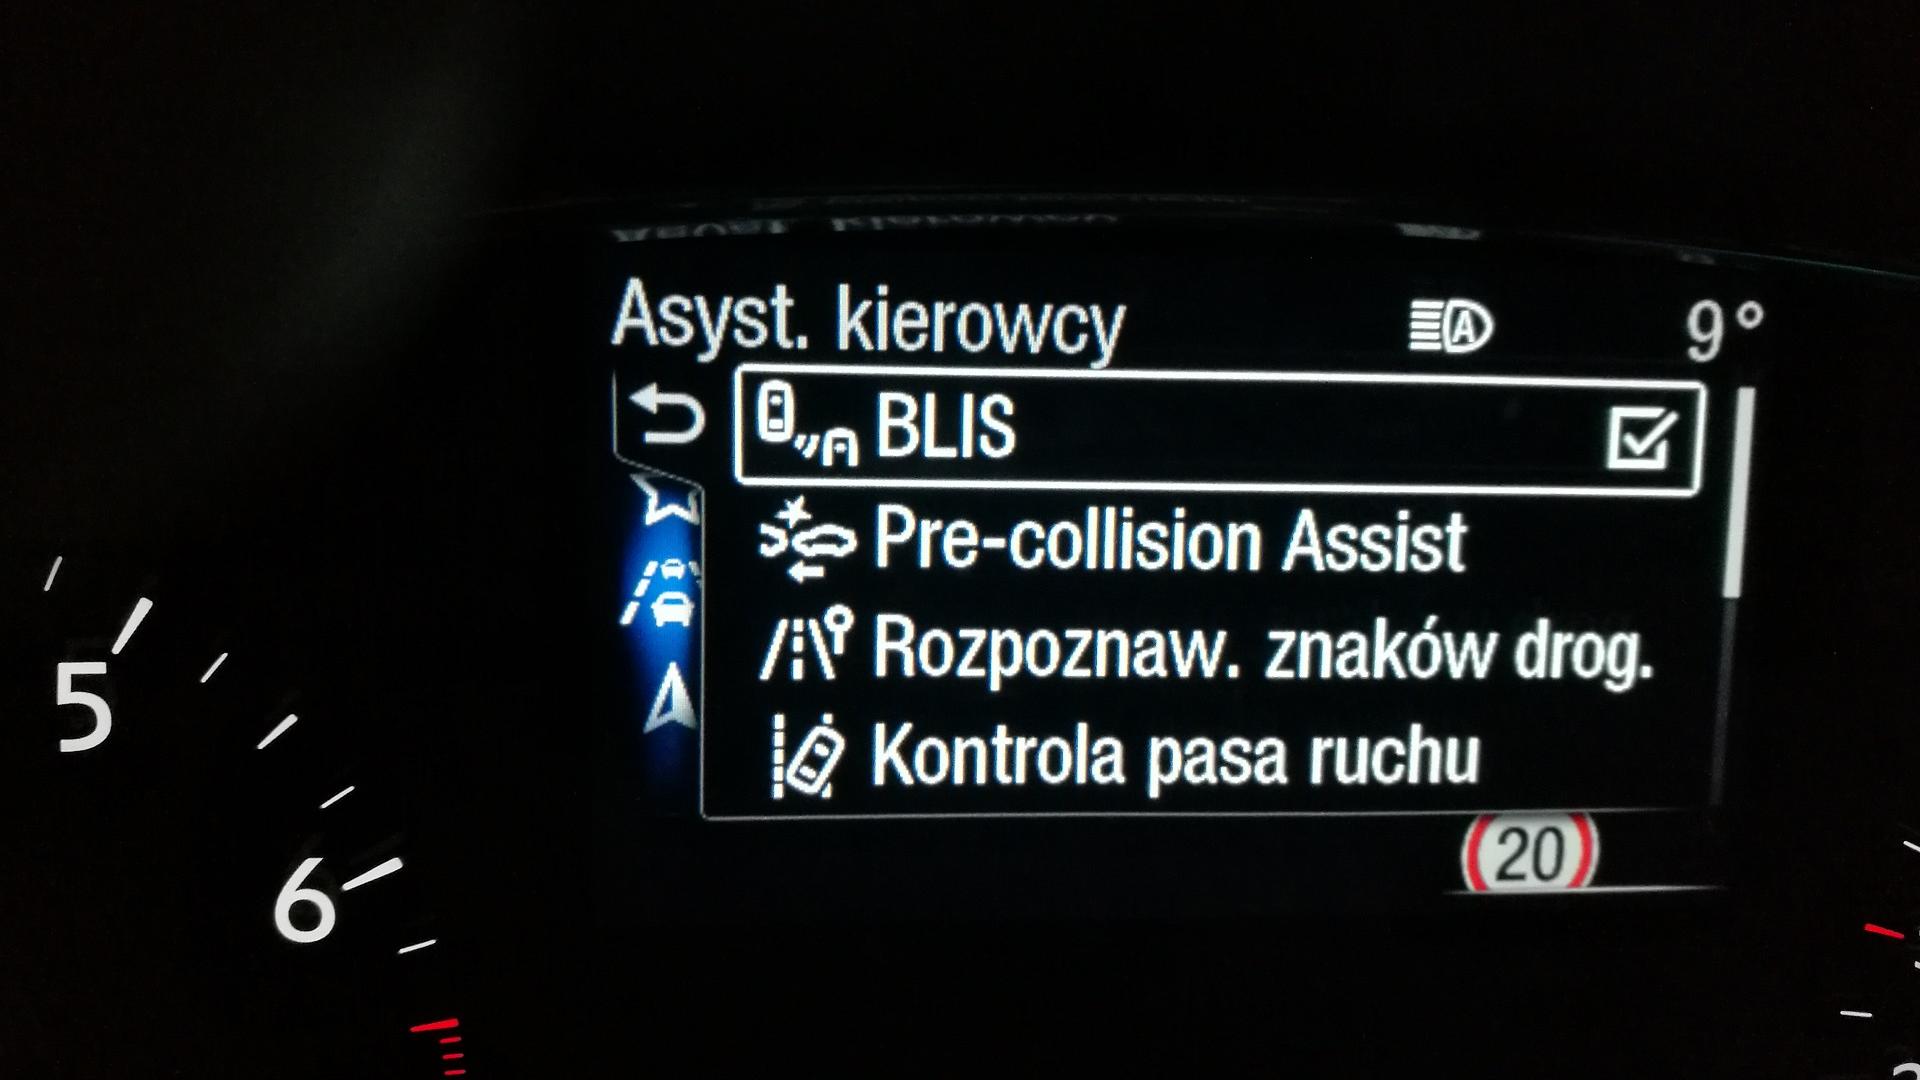 Asyst. kierowcy A 9°
BLIS
Pre-collision Assist
Rozpoznaw. znaków drog.
Kontrola pasa ruchu
20
5
6